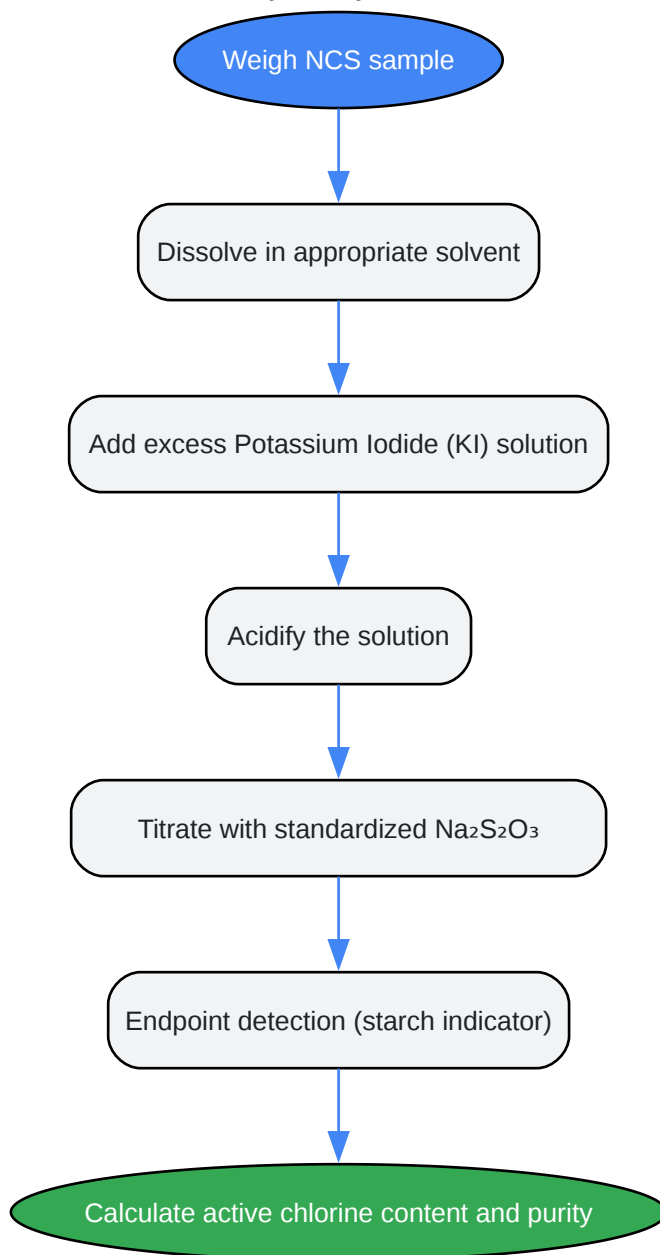 Weigh NCS sample
Dissolve in appropriate solvent
Add excess Potassium Iodide (KI) solution
Acidify the solution
Titrate with standardized Na₂S₂O₃
Endpoint detection (starch indicator)
Calculate active chlorine content and purity